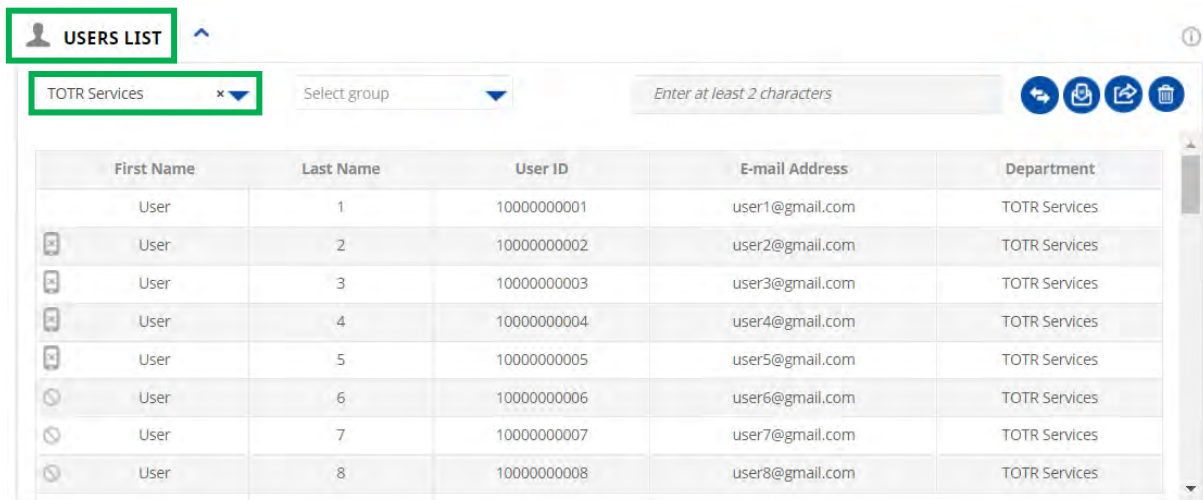 USERS LIST
TOTR Services × Select group Enter at least 2 characters
First Name Last Name User ID E-mail Address Department
User 1 10000000001 user1@gmail.com TOTR Services
User 2 10000000002 user2@gmail.com TOTR Services
User 3 10000000003 user3@gmail.com TOTR Services
User 4 10000000004 user4@gmail.com TOTR Services
User 5 10000000005 user5@gmail.com TOTR Services
User 6 10000000006 user6@gmail.com TOTR Services
User 7 10000000007 user7@gmail.com TOTR Services
User 8 10000000008 user8@gmail.com TOTR Services